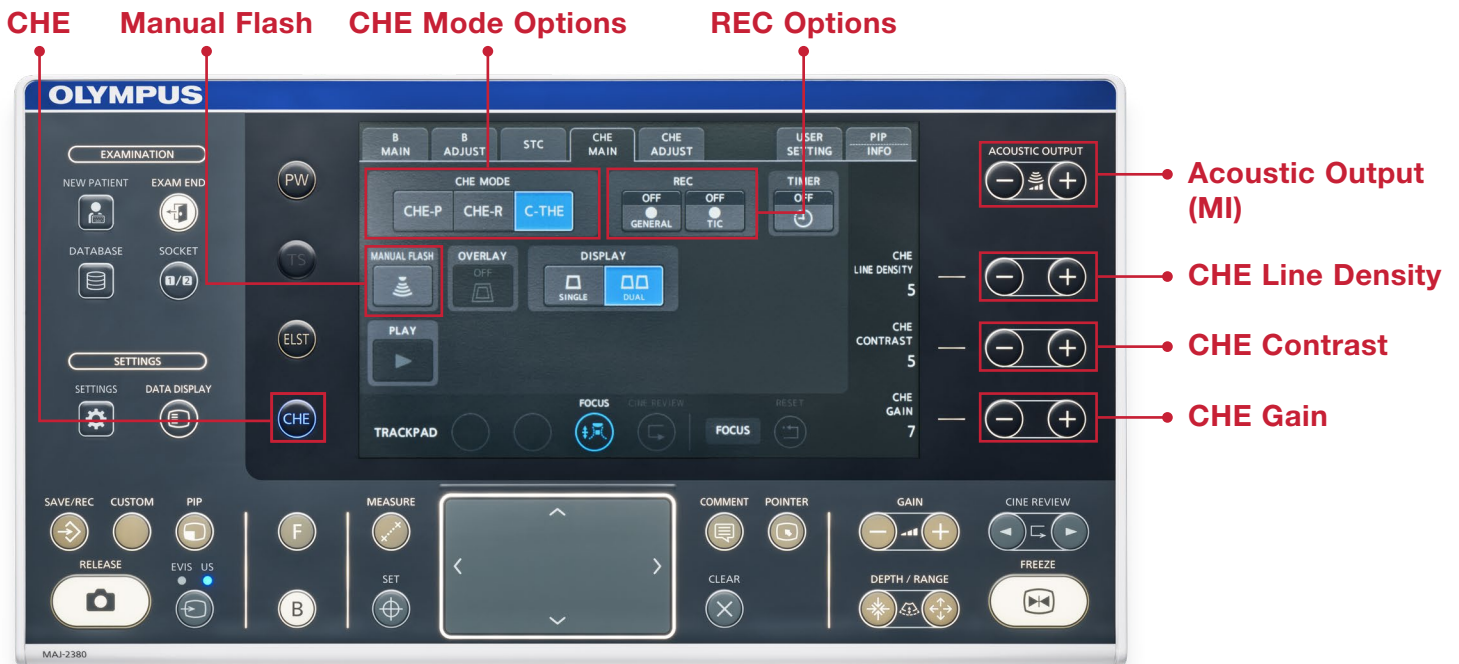 CHE
Manual Flash
CHE Mode Options
REC Options
OLYMPUS
EXAMINATION
NEW PATIENT
EXAM END
DATABASE
SOCKET
1/2
SETTINGS
SETTINGS
DATA DISPLAY
PW
TS
ELST
CHE
B
MAIN
B
ADJUST
STC
CHE
MAIN
CHE
ADJUST
USER
SETTING
PIP
INFO
CHE MODE
CHE-P
CHE-R
C-THE
REC
OFF
GENERAL
OFF
TIC
TIMER
OFF
MANUAL FLASH
OVERLAY
OFF
DISPLAY
SINGLE
DUAL
PLAY
CHE
LINE DENSITY
5
CHE
CONTRAST
5
CHE
GAIN
7
TRACKPAD
FOCUS
CINE REVIEW
FOCUS
RESET
ACOUSTIC OUTPUT
Acoustic Output
(MI)
CHE Line Density
CHE Contrast
CHE Gain
SAVE/REC
CUSTOM
PIP
RELEASE
EVIS
US
F
B
MEASURE
SET
COMMENT
POINTER
CLEAR
GAIN
DEPTH / RANGE
CINE REVIEW
FREEZE
MAJ-2380